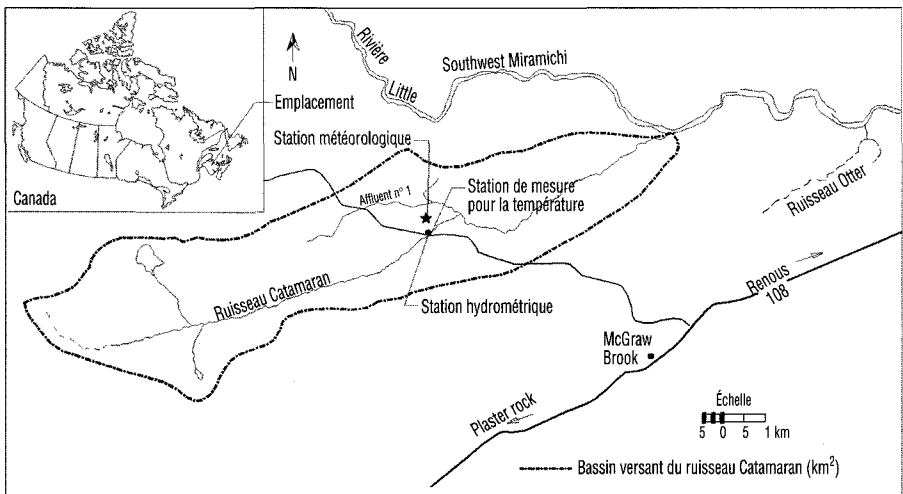 Canada
Emplacement
N
Rivière
Little
Southwest Miramichi
Station météorologique
Affluent n° 1
Station de mesure
pour la température
Ruisseau Otter
Ruisseau Catamaran
Station hydrométrique
Renous
108
McGraw
Brook
Plaster rock
Échelle
5 0 5 1 km
Bassin versant du ruisseau Catamaran (km²)